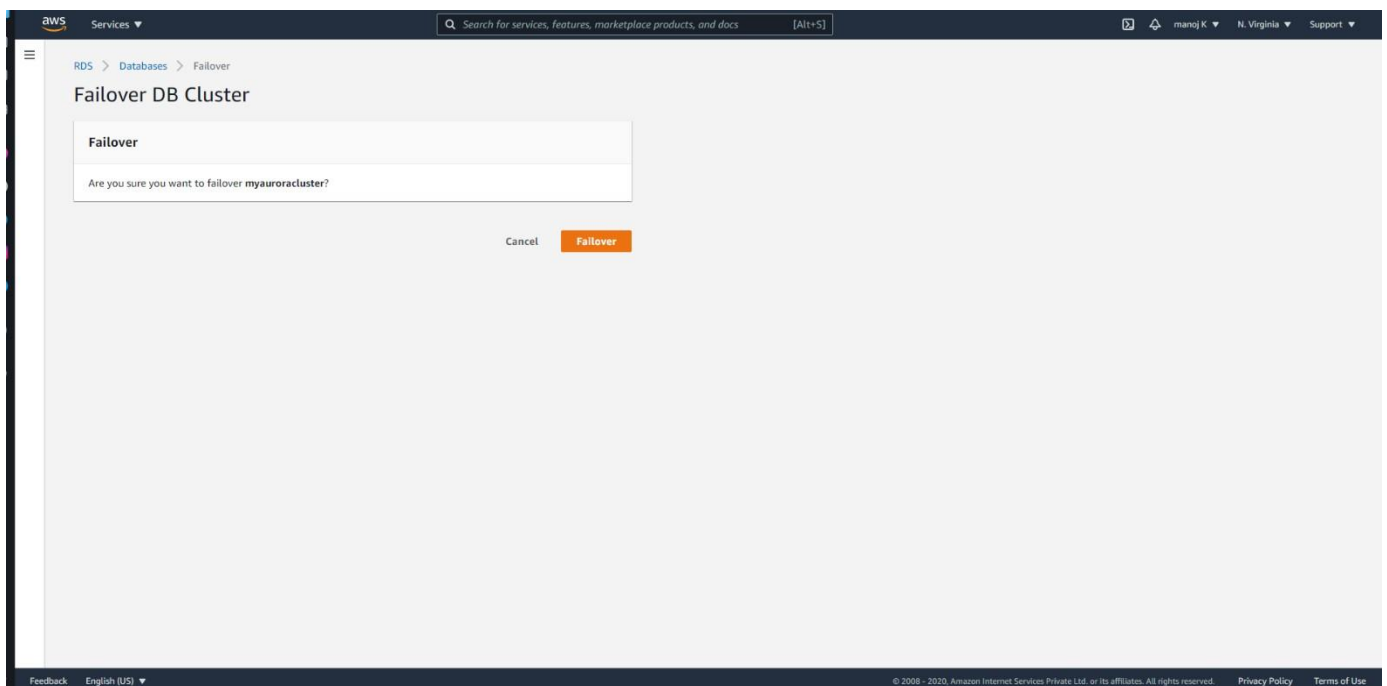 aws Services ▼ Search for services, features, marketplace products, and docs [Alt+S] manoj K ▼ N. Virginia ▼ Support ▼
RDS > Databases > Failover
Failover DB Cluster
Failover
Are you sure you want to failover myauroracluster?
Cancel Failover
Feedback English (US) ▼ © 2008 - 2020, Amazon Internet Services Private Ltd. or its affiliates. All rights reserved. Privacy Policy Terms of Use